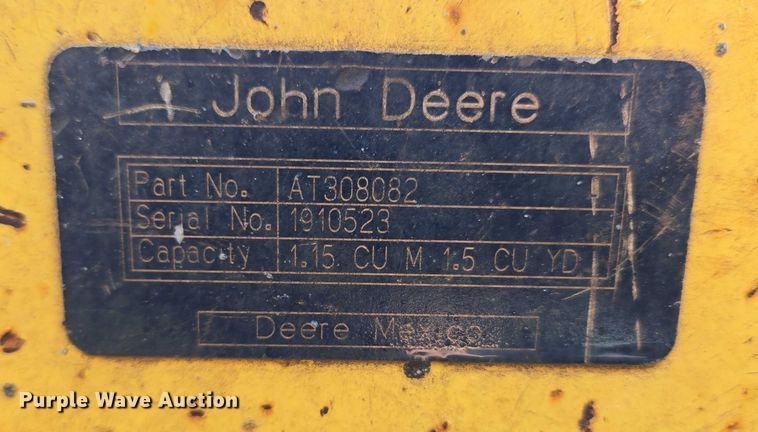 John Deere
Part No. AT308082
Serial No. 1910523
Capacity 1.15 CU M 1.5 CU YD
Deere Mexico
Purple Wave Auction